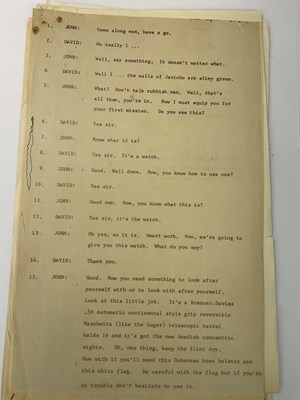 1. JOHN: Come along man, have a go.
2. DAVID: No really I ...
3. JOHN: Well, say something, It doesn't matter what.
4. DAVID: Well I ... the walls of Jericho are sliey green.
5. JOHN: What? Don't talk rubbish man. Well, that's
all then, you're in. Now I must equip you for
your first mission. Do you see this?
6. DAVID: Yes sir.
7. JOHN: Know what it is?
8. DAVID: Yes sir. It's a watch.
9. JOHN: Good. Well done. Now, you know how to use one?
10. DAVID: Yes sir.
11. JOHN: Good man. Now, you know what this is?
12. DAVID: Yes sir, it's the watch.
13. JOHN: Oh yes, so it is. Smart work. Now, we're going to
give you this watch. What do you say?
14. DAVID: Thank you.
15. JOHN: Good. Now you need something to look after
yourself with or to look with after yourself.
Look at this little job. It's a Brenner-Davies
.38 Automatic continental style grip reversible
Maschwitz (like the luger) telescopic barrel
holds 16 and it's got the new Swedish concentric
sights. Oh, one thing, keep the flint dry.
Now with it you'll need this knee holster and
this white flag. Be careful with the flag but if you're
in trouble don't hesitate to use it.